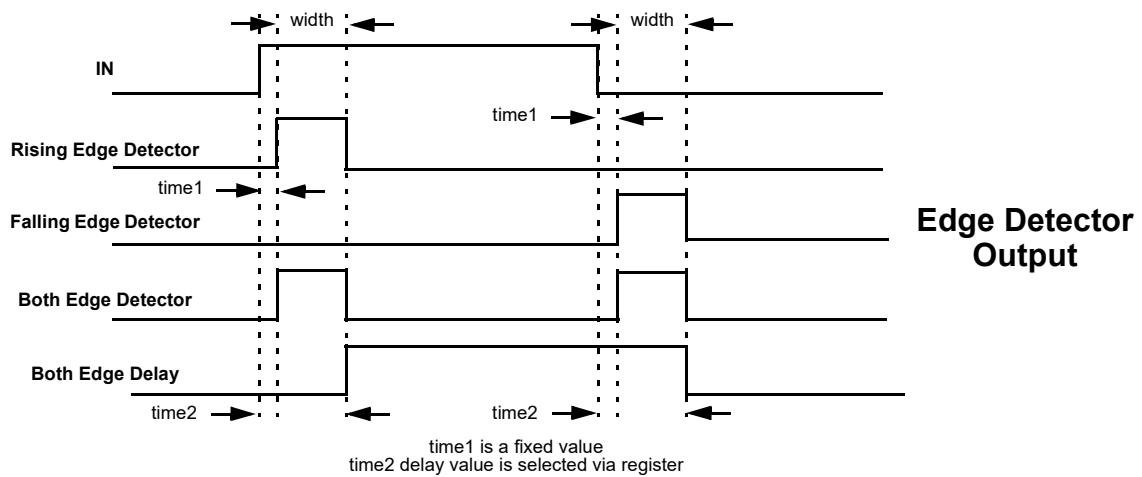 width
width
IN
time1
Rising Edge Detector
time1
Falling Edge Detector
Edge Detector
Output
Both Edge Detector
Both Edge Delay
time2
time2
time1 is a fixed value
time2 delay value is selected via register